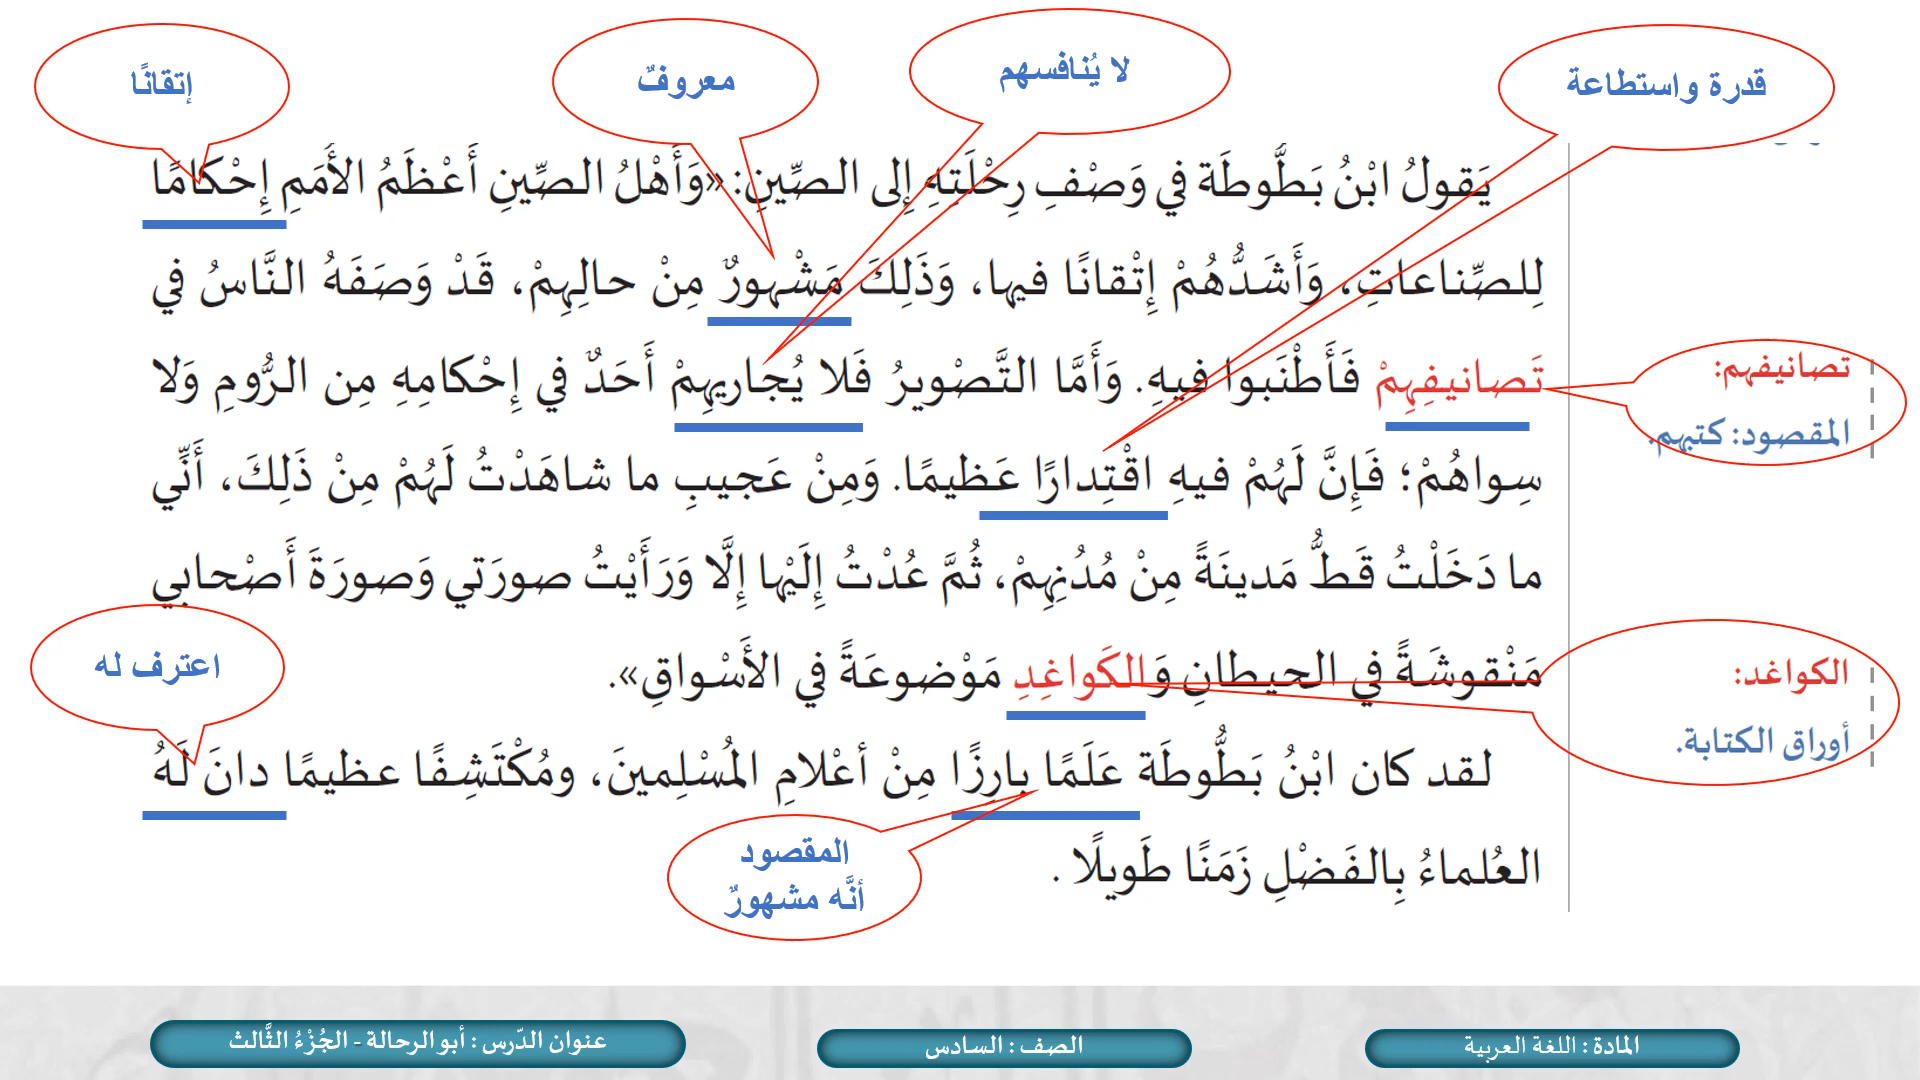 إتقانًا
معروفٌ
لا يُنافسهم
قدرة واستطاعة
يَقولُ ابْنُ بَطُّوطَة في وَصْفِ رِحْلَتِهِ إِلى الصِّينِ: «وَأَهْلُ الصِّينِ أَعْظَمُ الأُمَمِ إِحْكامًا
لِلصِّناعاتِ، وَأَشَدُّهُمْ إِتْقانًا فيها، وَذَلِكَ مَشْهورٌ مِنْ حالِهِمْ، قَدْ وَصَفَهُ النَّاسُ في
تَصانيفِهِمْ فَأَطْنَبوا فيهِ. وَأَمَّا التَّصْويرُ فَلا يُجاريهِمْ أَحَدٌ في إِحْكامِهِ مِن الرُّومِ وَلا
سِواهُمْ؛ فَإِنَّ لَهُمْ فيهِ اقْتِدارًا عَظيمًا. وَمِنْ عَجيبِ ما شاهَدْتُ لَهُمْ مِنْ ذَلِكَ، أَنِّي
ما دَخَلْتُ قَطُّ مَدينَةً مِنْ مُدُنِهِمْ، ثُمَّ عُدْتُ إِلَيْها إِلَّا وَرَأَيْتُ صورَتي وَصورَةَ أَصْحابي
مَنْقوشَةً في الحيطانِ وَالكَواغِدِ مَوْضوعَةً في الأَسْواقِ».
لقد كان ابْنُ بَطُّوطَة عَلَمًا بارِزًا مِنْ أعْلامِ المُسْلِمينَ، ومُكْتَشِفًا عظيمًا دانَ لَهُ
العُلماءُ بِالفَضْلِ زَمَنًا طَويلًا .
تصانيفهم:
المقصود: كتبهم.
الكواغد:
أوراق الكتابة.
اعترف له
المقصود
أنَّه مشهورٌ
المادة : اللغة العربية
الصف : السادس
عنوان الدّرس : أبو الرحالة - الجُزْءُ الثَّالث